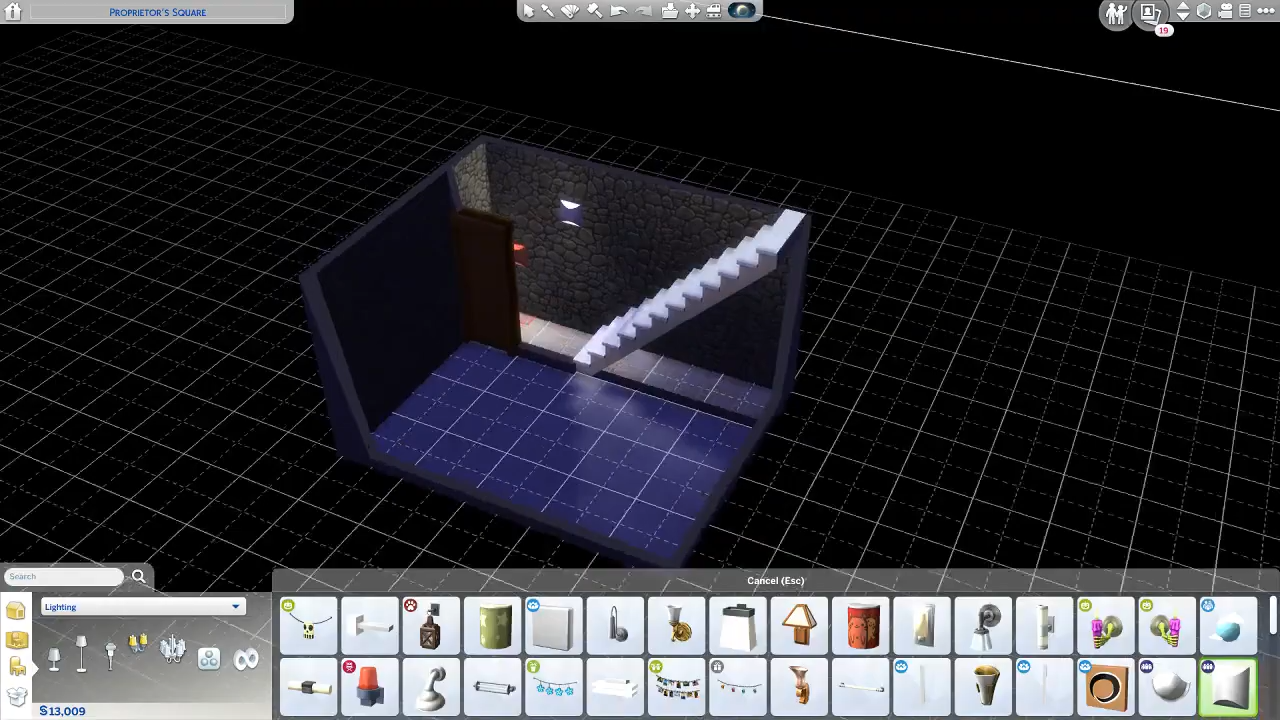 Proprietor's Square
19
Search
Cancel (Esc)
Lighting
§13,009